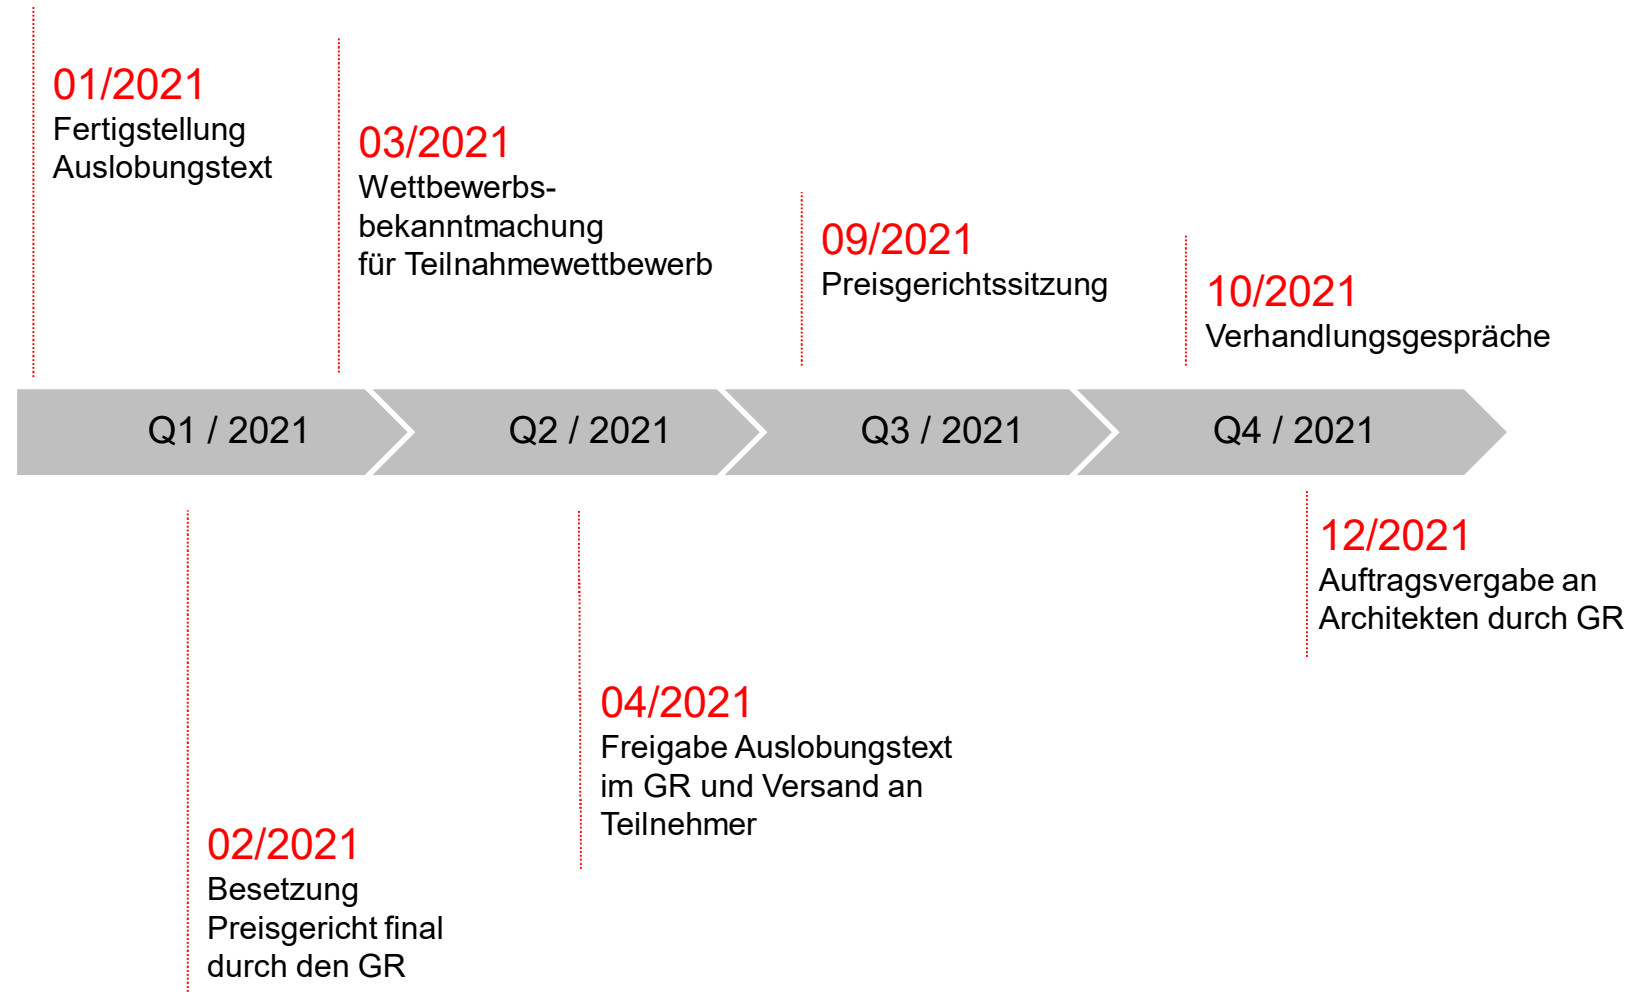 01/2021
Fertigstellung
Auslobungstext
03/2021
Wettbewerbs-
bekanntmachung
für Teilnahmewettbewerb
09/2021
Preisgerichtssitzung
10/2021
Verhandlungsgespräche
Q1 / 2021
Q2 / 2021
Q3 / 2021
Q4 / 2021
02/2021
Besetzung
Preisgericht final
durch den GR
04/2021
Freigabe Auslobungstext
im GR und Versand an
Teilnehmer
12/2021
Auftragsvergabe an
Architekten durch GR